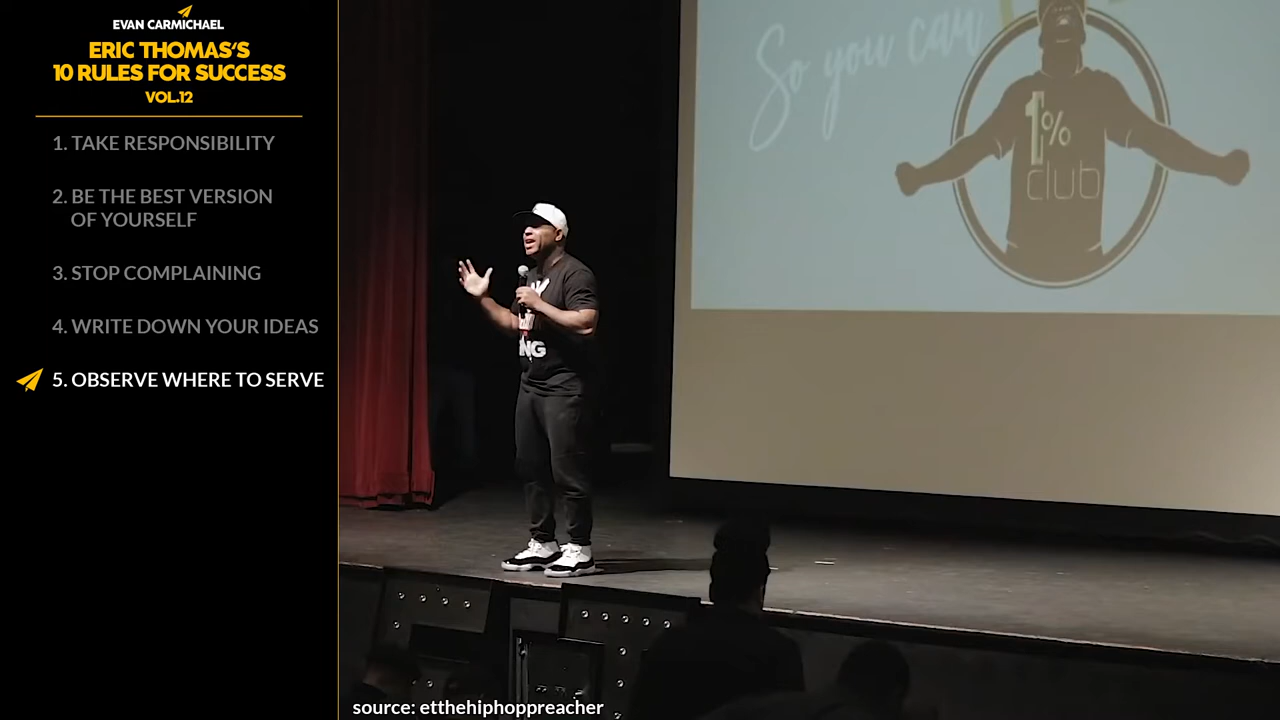 EVAN CARMICHAEL
ERIC THOMAS'S
10 RULES FOR SUCCESS
VOL.12
1. TAKE RESPONSIBILITY
2. BE THE BEST VERSION
OF YOURSELF
3. STOP COMPLAINING
4. WRITE DOWN YOUR IDEAS
5. OBSERVE WHERE TO SERVE
So you can
1%
club
source: etthehiphoppreacher